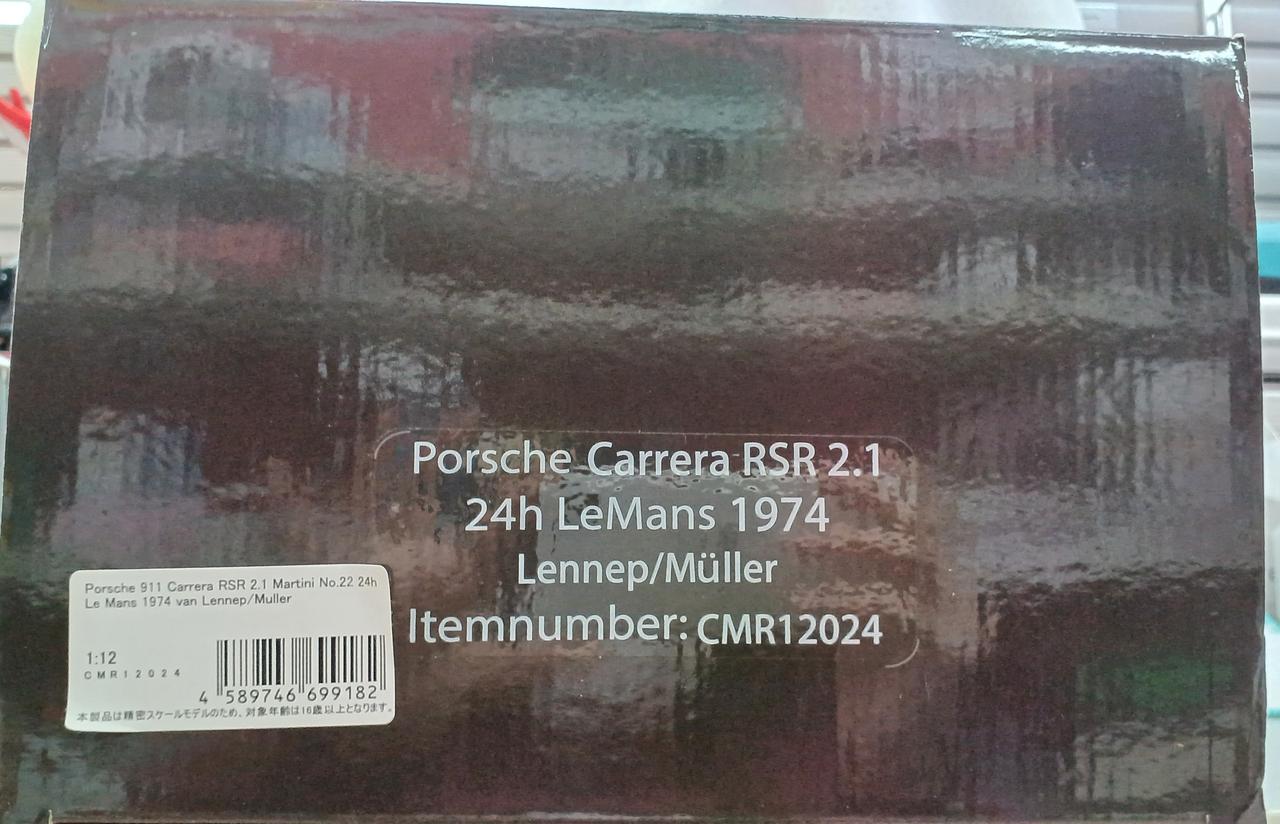 Porsche Carrera RSR 2.1
24h LeMans 1974
Lennep/Müller
Itemnumber: CMR12024
Porsche 911 Carrera RSR 2.1 Martini No.22 24h
Le Mans 1974 van Lennep/Muller
1:12
CMR12024
4 589746 699182
本製品は精密スケールモデルのため、対象年齢は16歳以上となります。